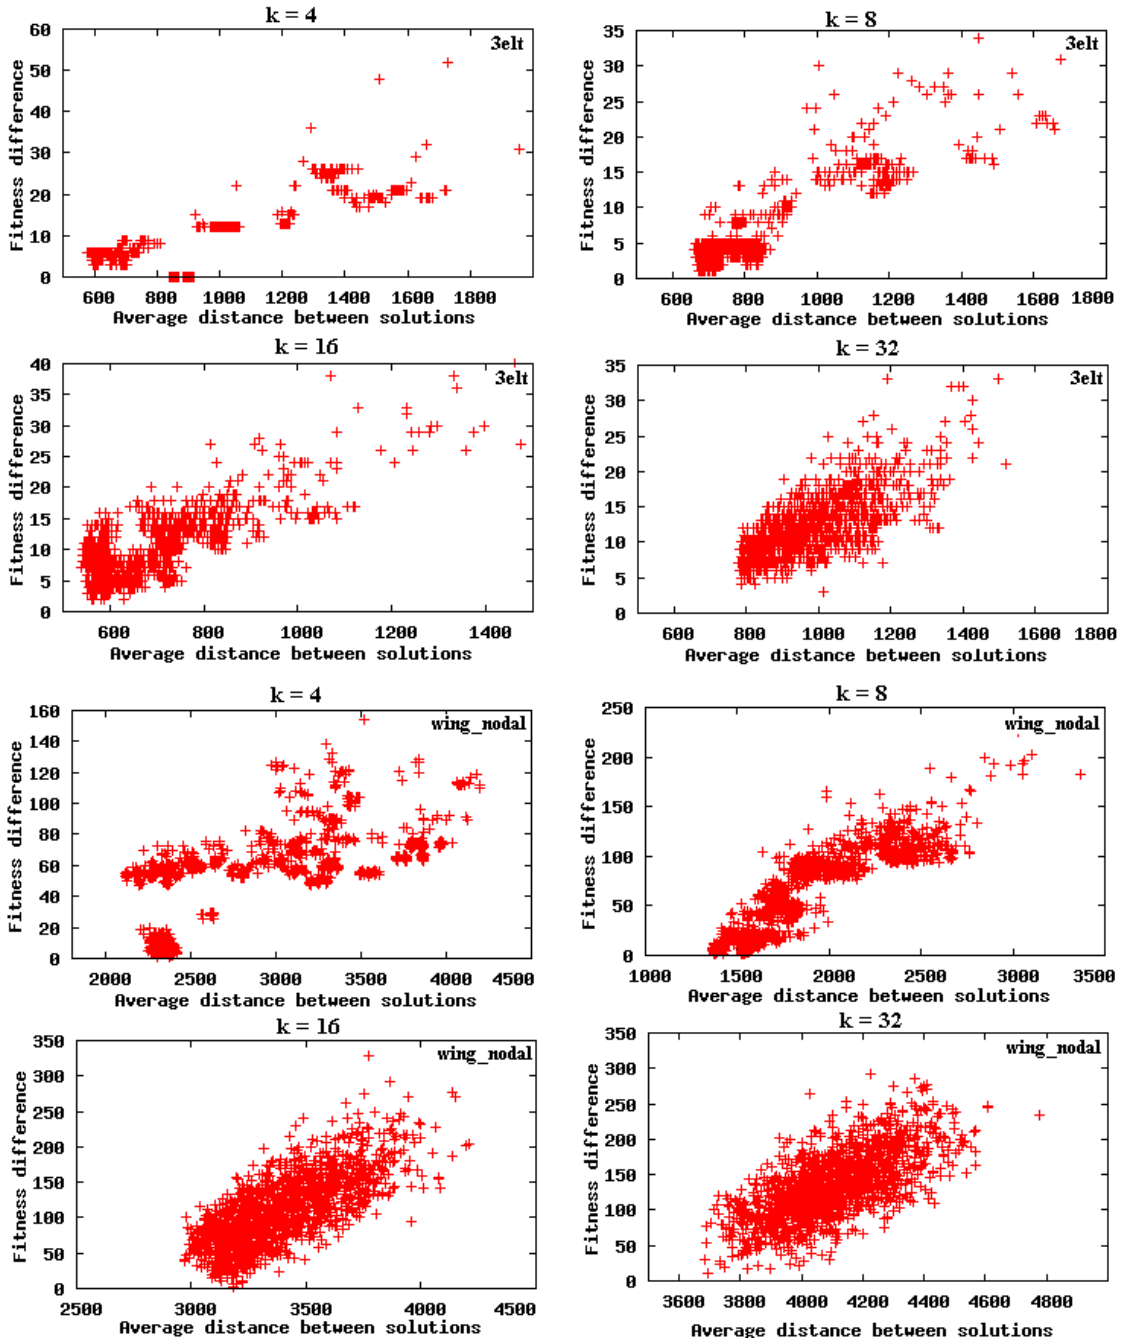 k = 4
3elt
Fitness difference
60
50
40
30
20
10
0
600 800 1000 1200 1400 1600 1800
Average distance between solutions
k = 8
3elt
Fitness difference
35
30
25
20
15
10
5
0
600 800 1000 1200 1400 1600 1800
Average distance between solutions
k = 16
3elt
Fitness difference
40
35
30
25
20
15
10
5
0
600 800 1000 1200 1400
Average distance between solutions
k = 32
3elt
Fitness difference
35
30
25
20
15
10
5
0
600 800 1000 1200 1400 1600 1800
Average distance between solutions
k = 4
wing_nodal
Fitness difference
160
140
120
100
80
60
40
20
0
2000 2500 3000 3500 4000 4500
Average distance between solutions
k = 8
wing_nodal
Fitness difference
250
200
150
100
50
0
1000 1500 2000 2500 3000 3500
Average distance between solutions
k = 16
wing_nodal
Fitness difference
350
300
250
200
150
100
50
0
2500 3000 3500 4000 4500
Average distance between solutions
k = 32
wing_nodal
Fitness difference
350
300
250
200
150
100
50
0
3600 3800 4000 4200 4400 4600 4800
Average distance between solutions